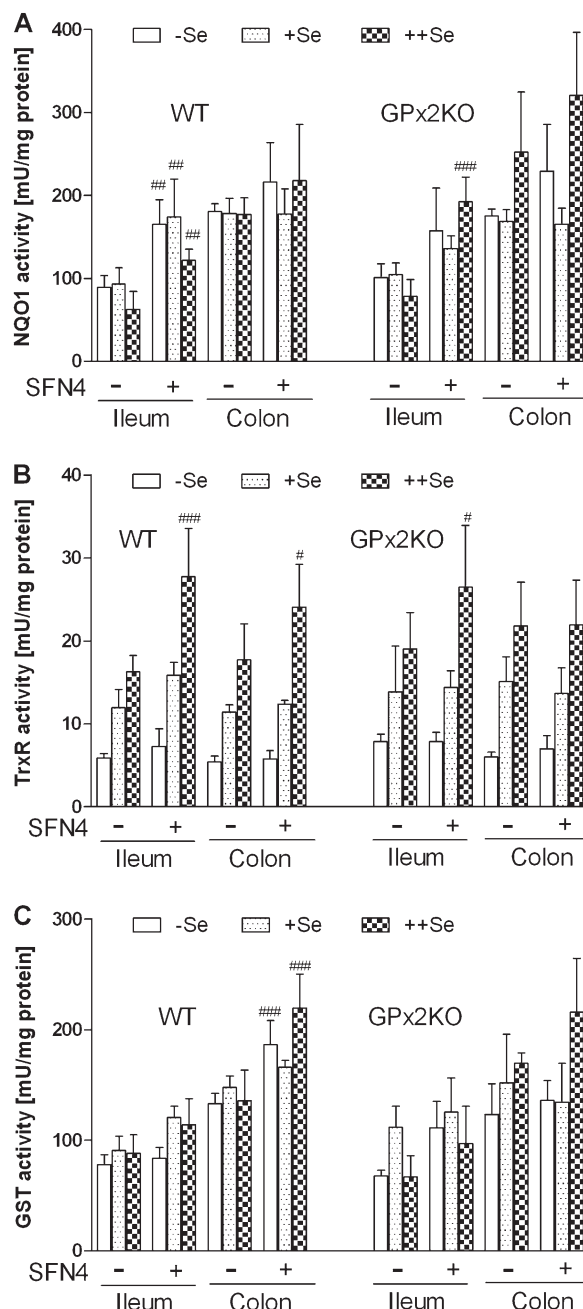 A
400
-Se +Se ++Se
WT GPx2KO
300
## ###
## ##
200
100
0
NQO1 activity [mU/mg protein]
SFN4 - + - + - + - +
Ileum Colon Ileum Colon
B
40
-Se +Se ++Se
### #
WT GPx2KO
30
#
20
10
0
TrxR activity [mU/mg protein]
SFN4 - + - + - + - +
Ileum Colon Ileum Colon
C
300
-Se +Se ++Se
###
WT ### GPx2KO
200
100
0
GST activity [mU/mg protein]
SFN4 - + - + - + - +
Ileum Colon Ileum Colon